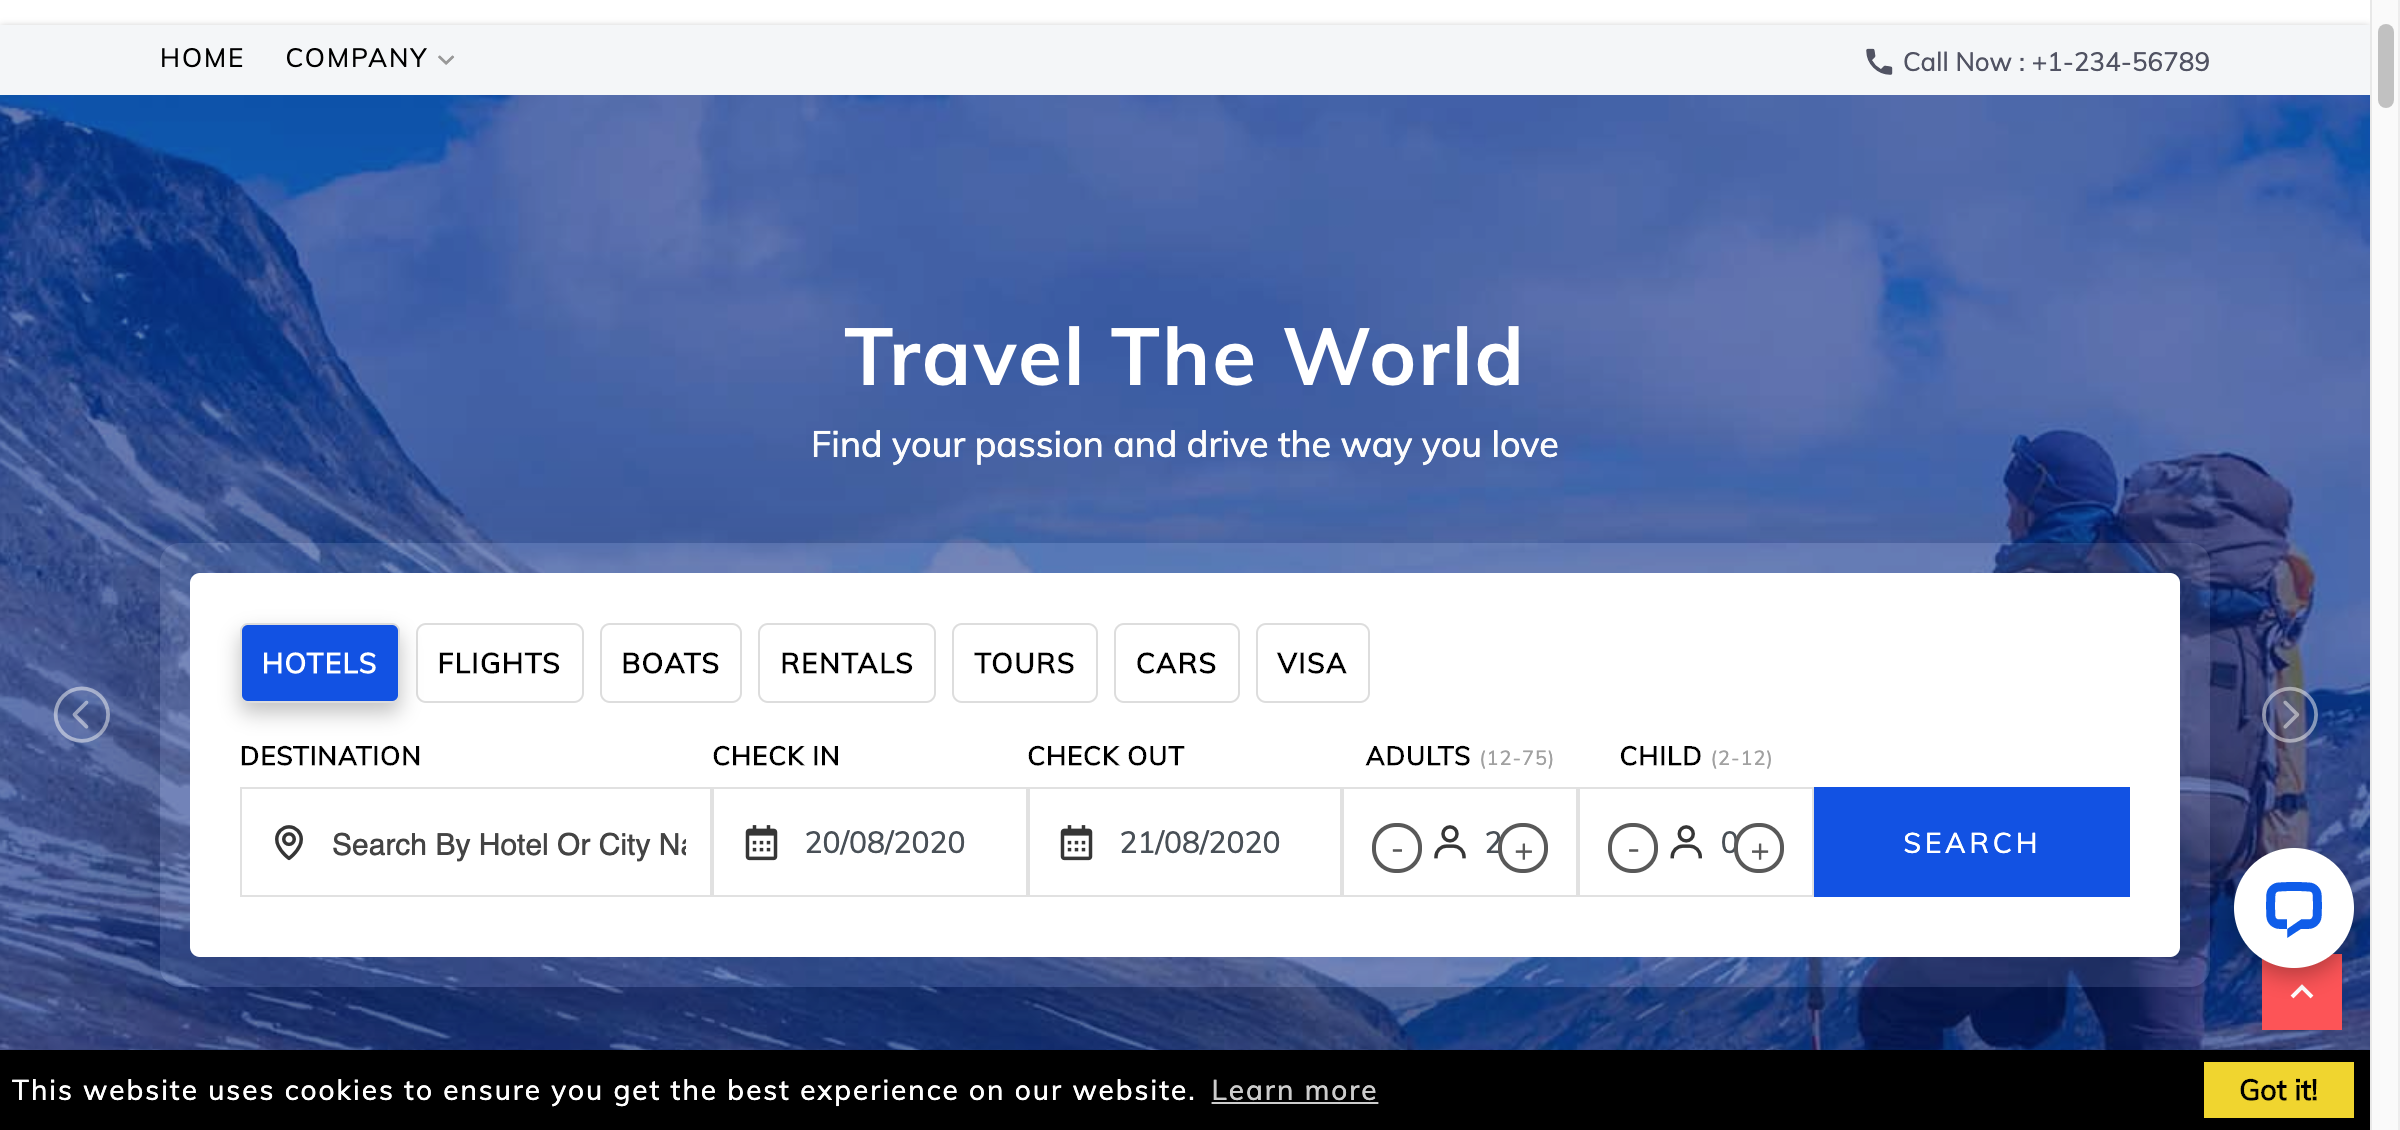 HOME COMPANY Call Now : +1-234-56789
Travel The World
Find your passion and drive the way you love
HOTELS FLIGHTS BOATS RENTALS TOURS CARS VISA
DESTINATION CHECK IN CHECK OUT ADULTS (12-75) CHILD (2-12)
Search By Hotel Or City Na 20/08/2020 21/08/2020 - 2 + - 0 + SEARCH
This website uses cookies to ensure you get the best experience on our website. Learn more Got it!